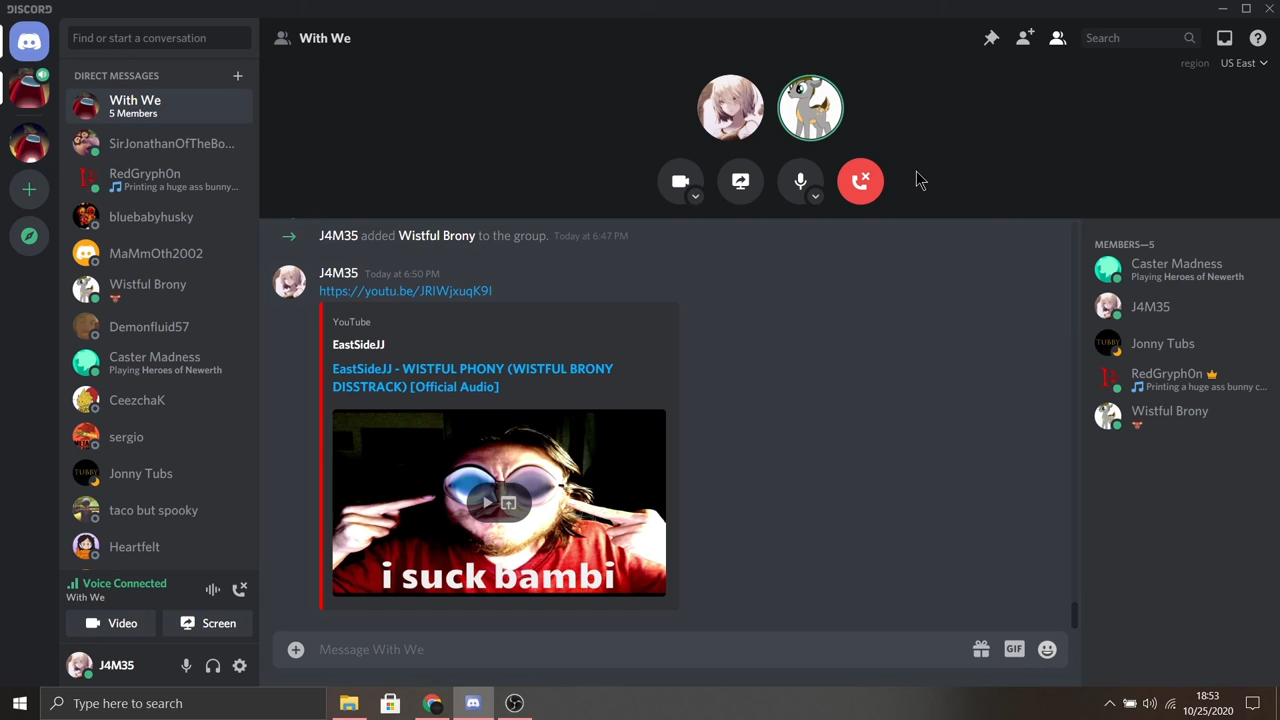 DISCORD
Find or start a conversation
With We
Search
region US East
DIRECT MESSAGES
With We
5 Members
SirJonathanOfTheBo...
RedGryph0n
Printing a huge ass bunny...
bluebabyhusky
MaMmOth2002
Wistful Brony
Demonfluid57
Caster Madness
Playing Heroes of Newerth
CeezchaK
sergio
Jonny Tubs
taco but spooky
Heartfelt
Voice Connected
With We
Video
Screen
J4M35
J4M35 added Wistful Brony to the group. Today at 6:47 PM
J4M35 Today at 6:50 PM
https://youtu.be/JRIWjxuqK9I
YouTube
EastSideJJ
EastSideJJ - WISTFUL PHONY (WISTFUL BRONY
DISSTRACK) [Official Audio]
i suck bambi
Message With We
GIF
MEMBERS—5
Caster Madness
Playing Heroes of Newerth
J4M35
TUBBY
Jonny Tubs
RedGryph0n
Printing a huge ass bunny c...
Wistful Brony
Type here to search
18:53
10/25/2020